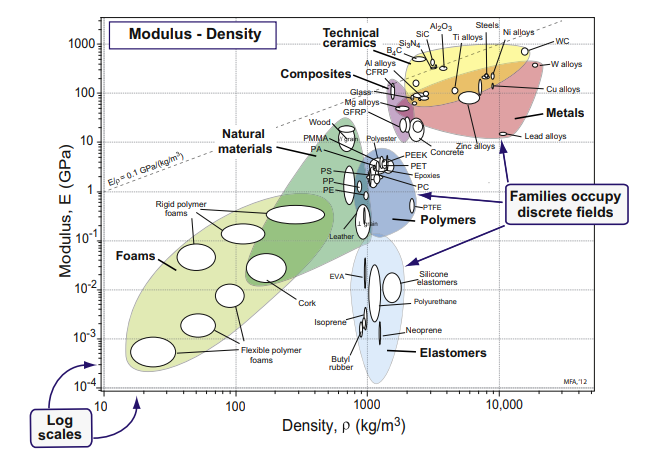 Modulus - Density
Modulus, E (GPa)
1000
100
10
1
10-1
10-2
10-3
10-4
10
100
1000
10,000
Density, ρ (kg/m3)
Technical
ceramics
Composites
Natural
materials
Foams
Metals
Polymers
Elastomers
Al2O3
Steels
SiC
Ni alloys
Si3N4
Ti alloys
B4C
WC
Al alloys
W alloys
CFRP
Glass
Cu alloys
Mg alloys
GFRP
Lead alloys
Wood
// grain
Polyester
PMMA
Concrete
Zinc alloys
PA
PEEK
PET
Epoxies
PS
PP
PC
PE
PTFE
⊥ grain
Leather
E/ρ = 0.1 GPa/(kg/m3)
Rigid polymer
foams
Cork
EVA
Silicone
elastomers
Polyurethane
Isoprene
Neoprene
Flexible polymer
foams
Butyl
rubber
MFA,'12
Families occupy
discrete fields
Log
scales